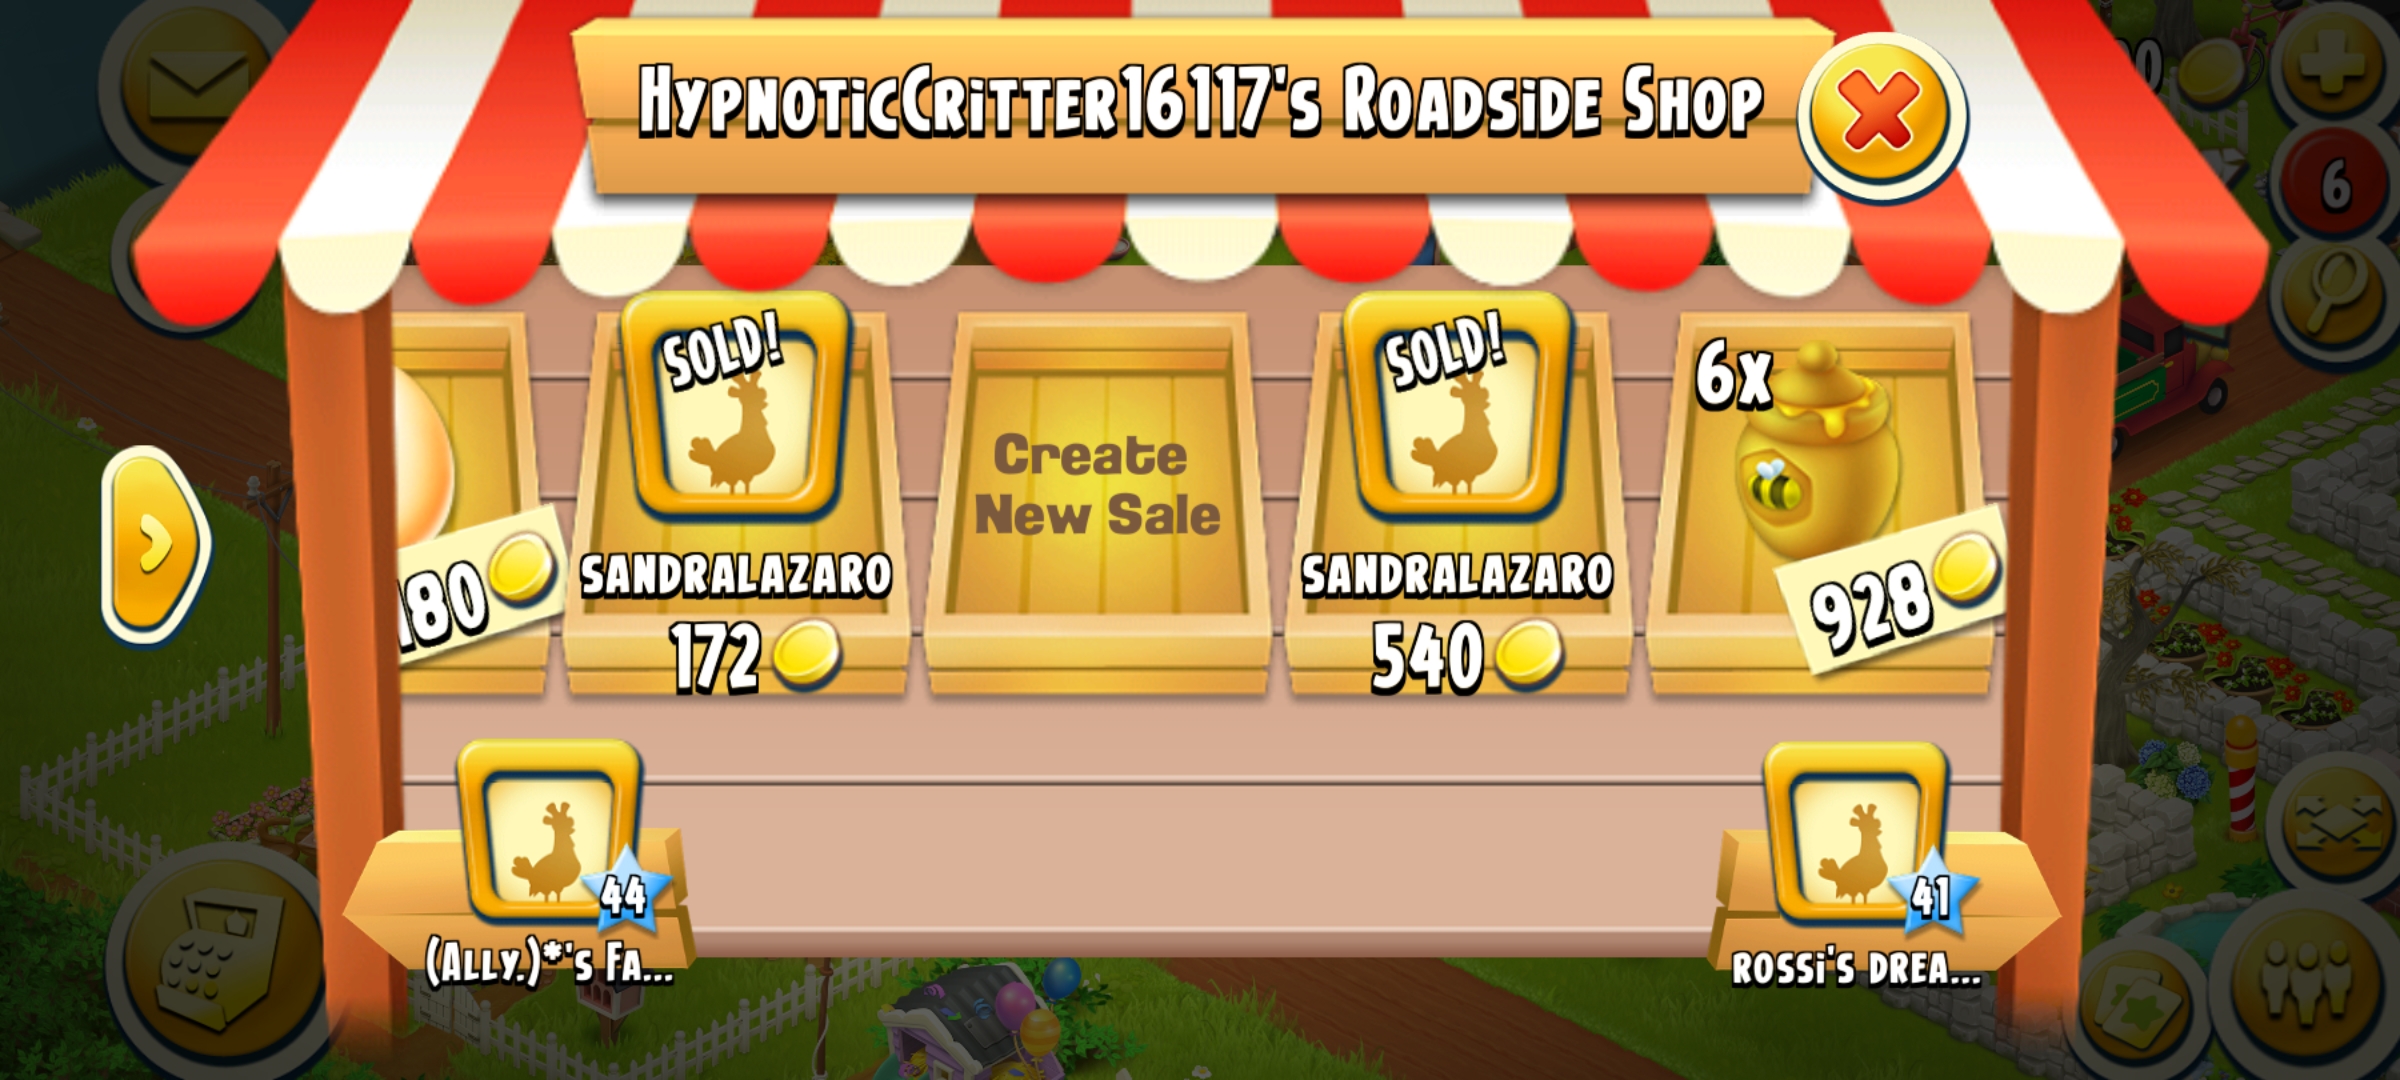 HypnoticCritter16117's Roadside Shop
6
SOLD!
SOLD!
6x
Create
New Sale
SANDRALAZARO
SANDRALAZARO
180
172
540
928
44
41
(Ally.)*'s Fa...
ROSSi'S DREA...